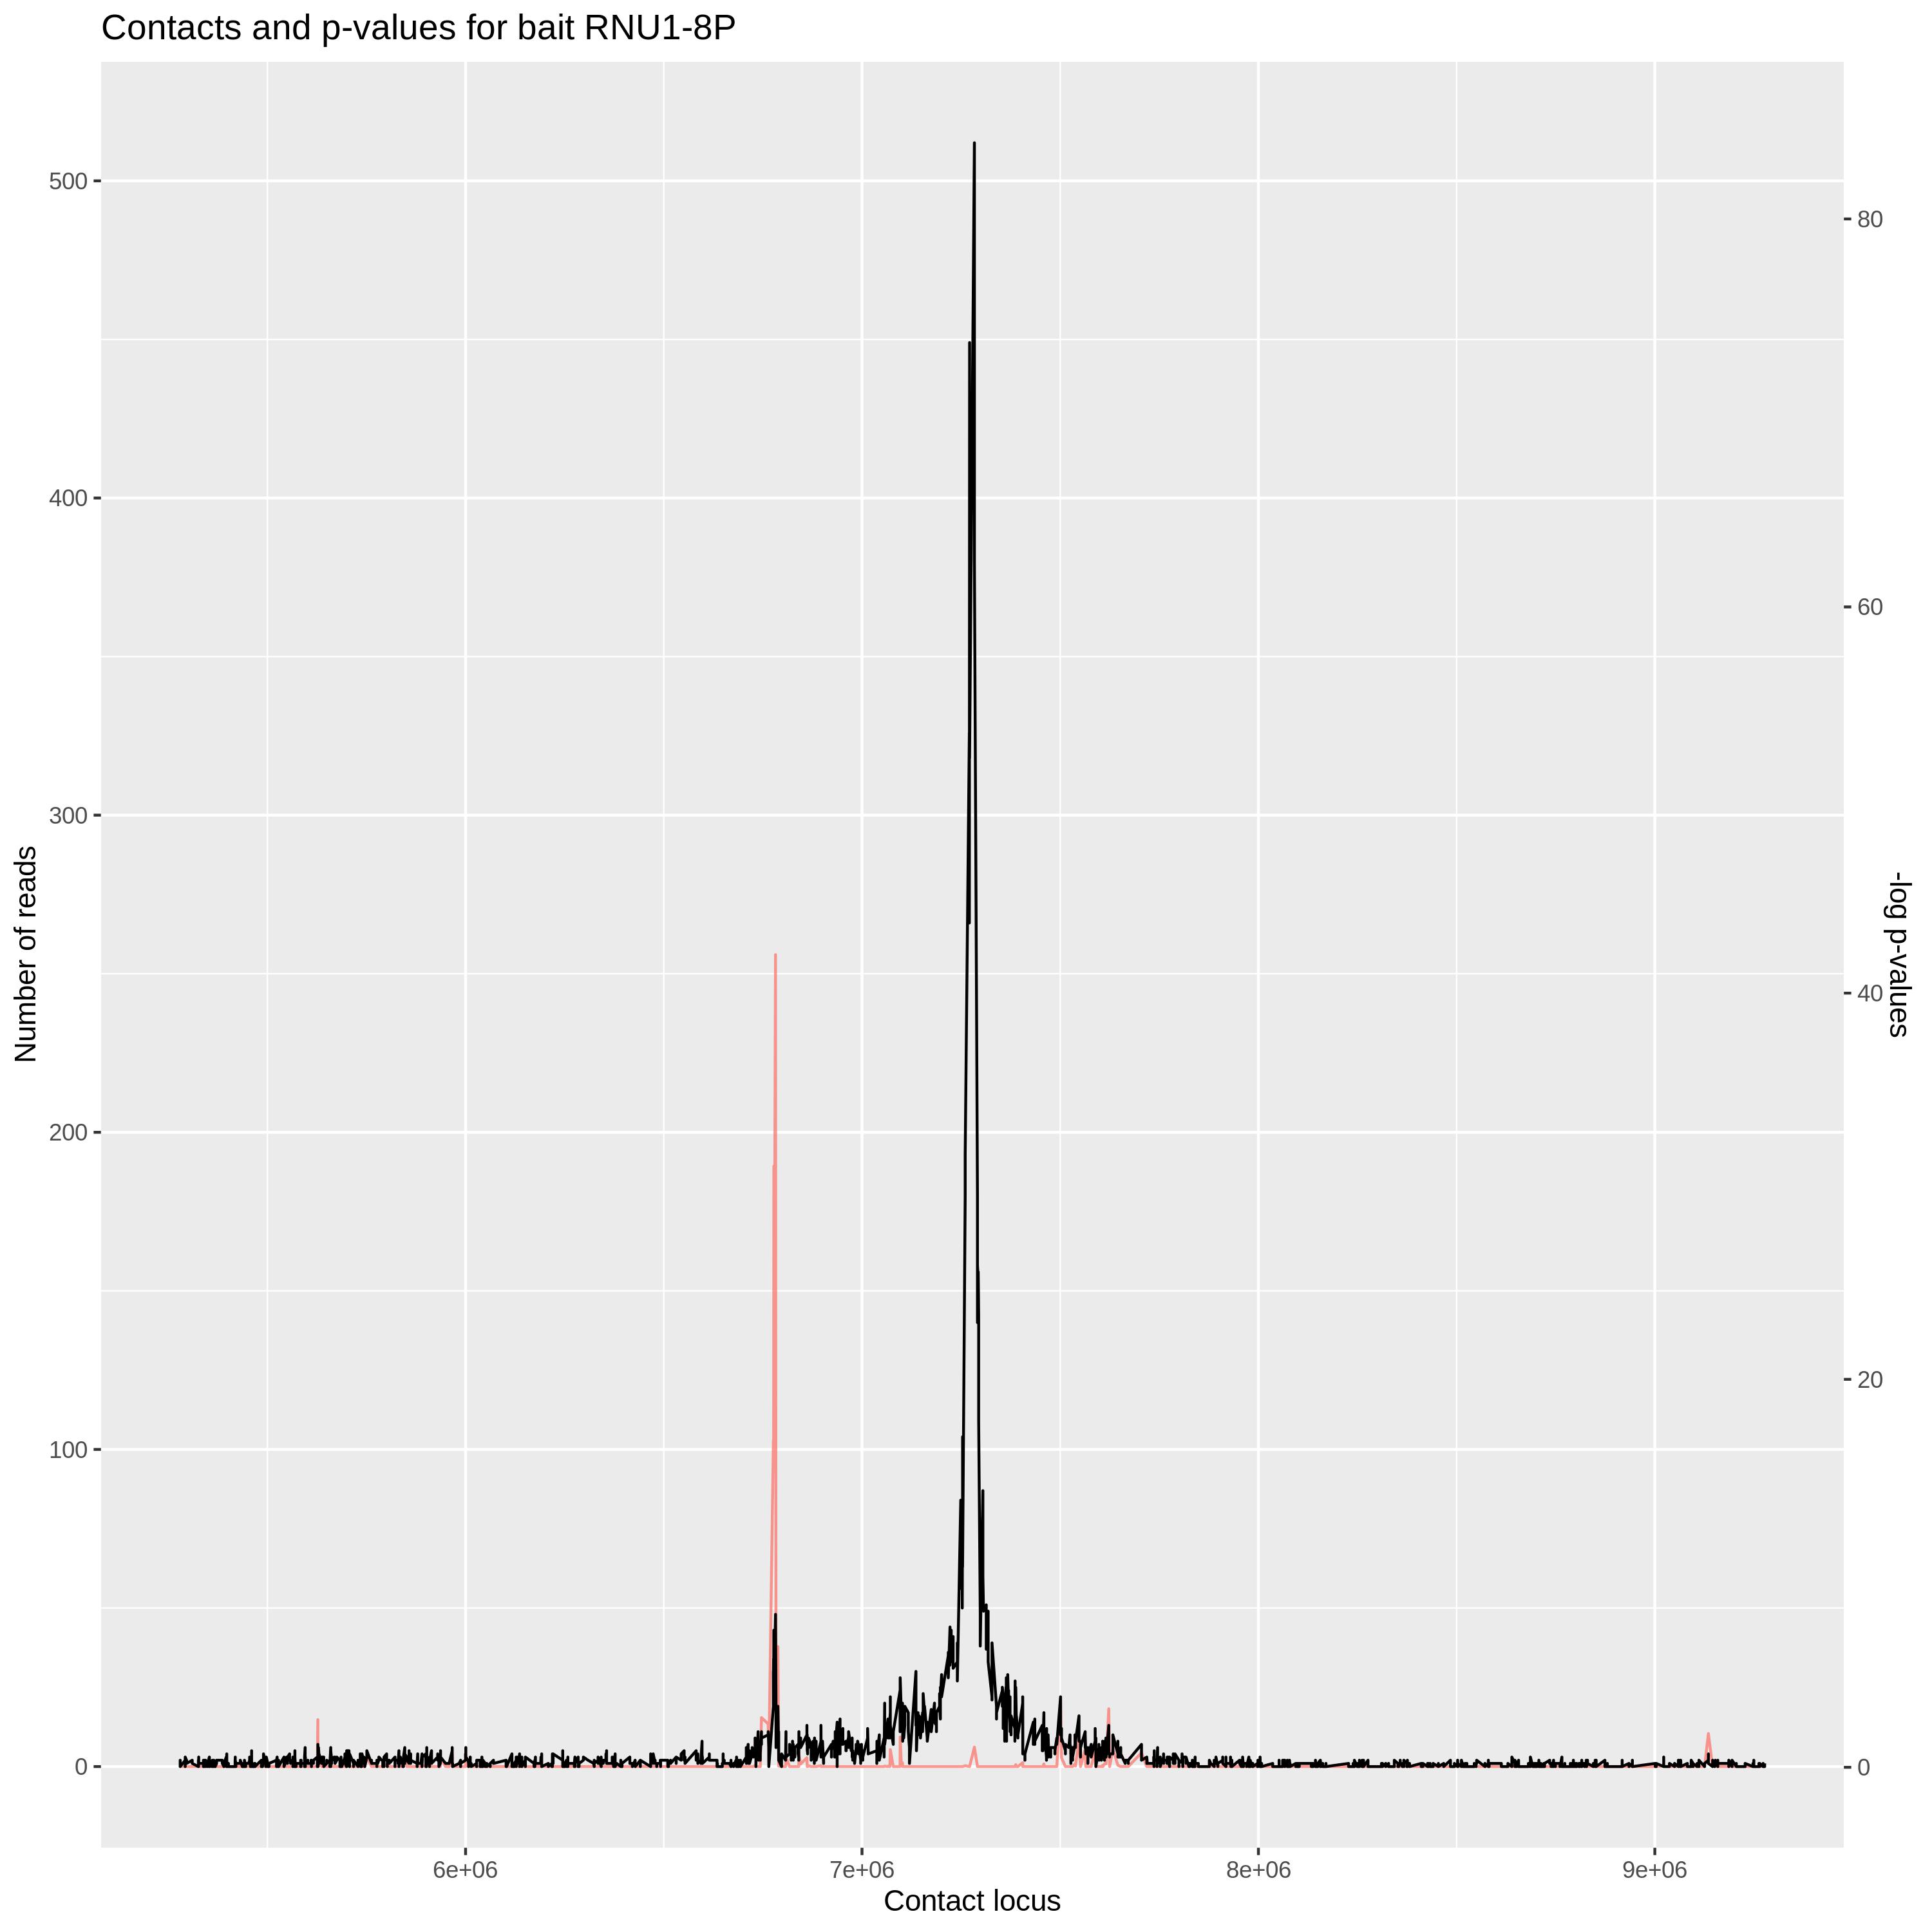 Contacts and p-values for bait RNU1-8P
500
400
300
200
100
0
Number of reads
80
60
40
20
0
-log p-values
6e+06
7e+06
8e+06
9e+06
Contact locus